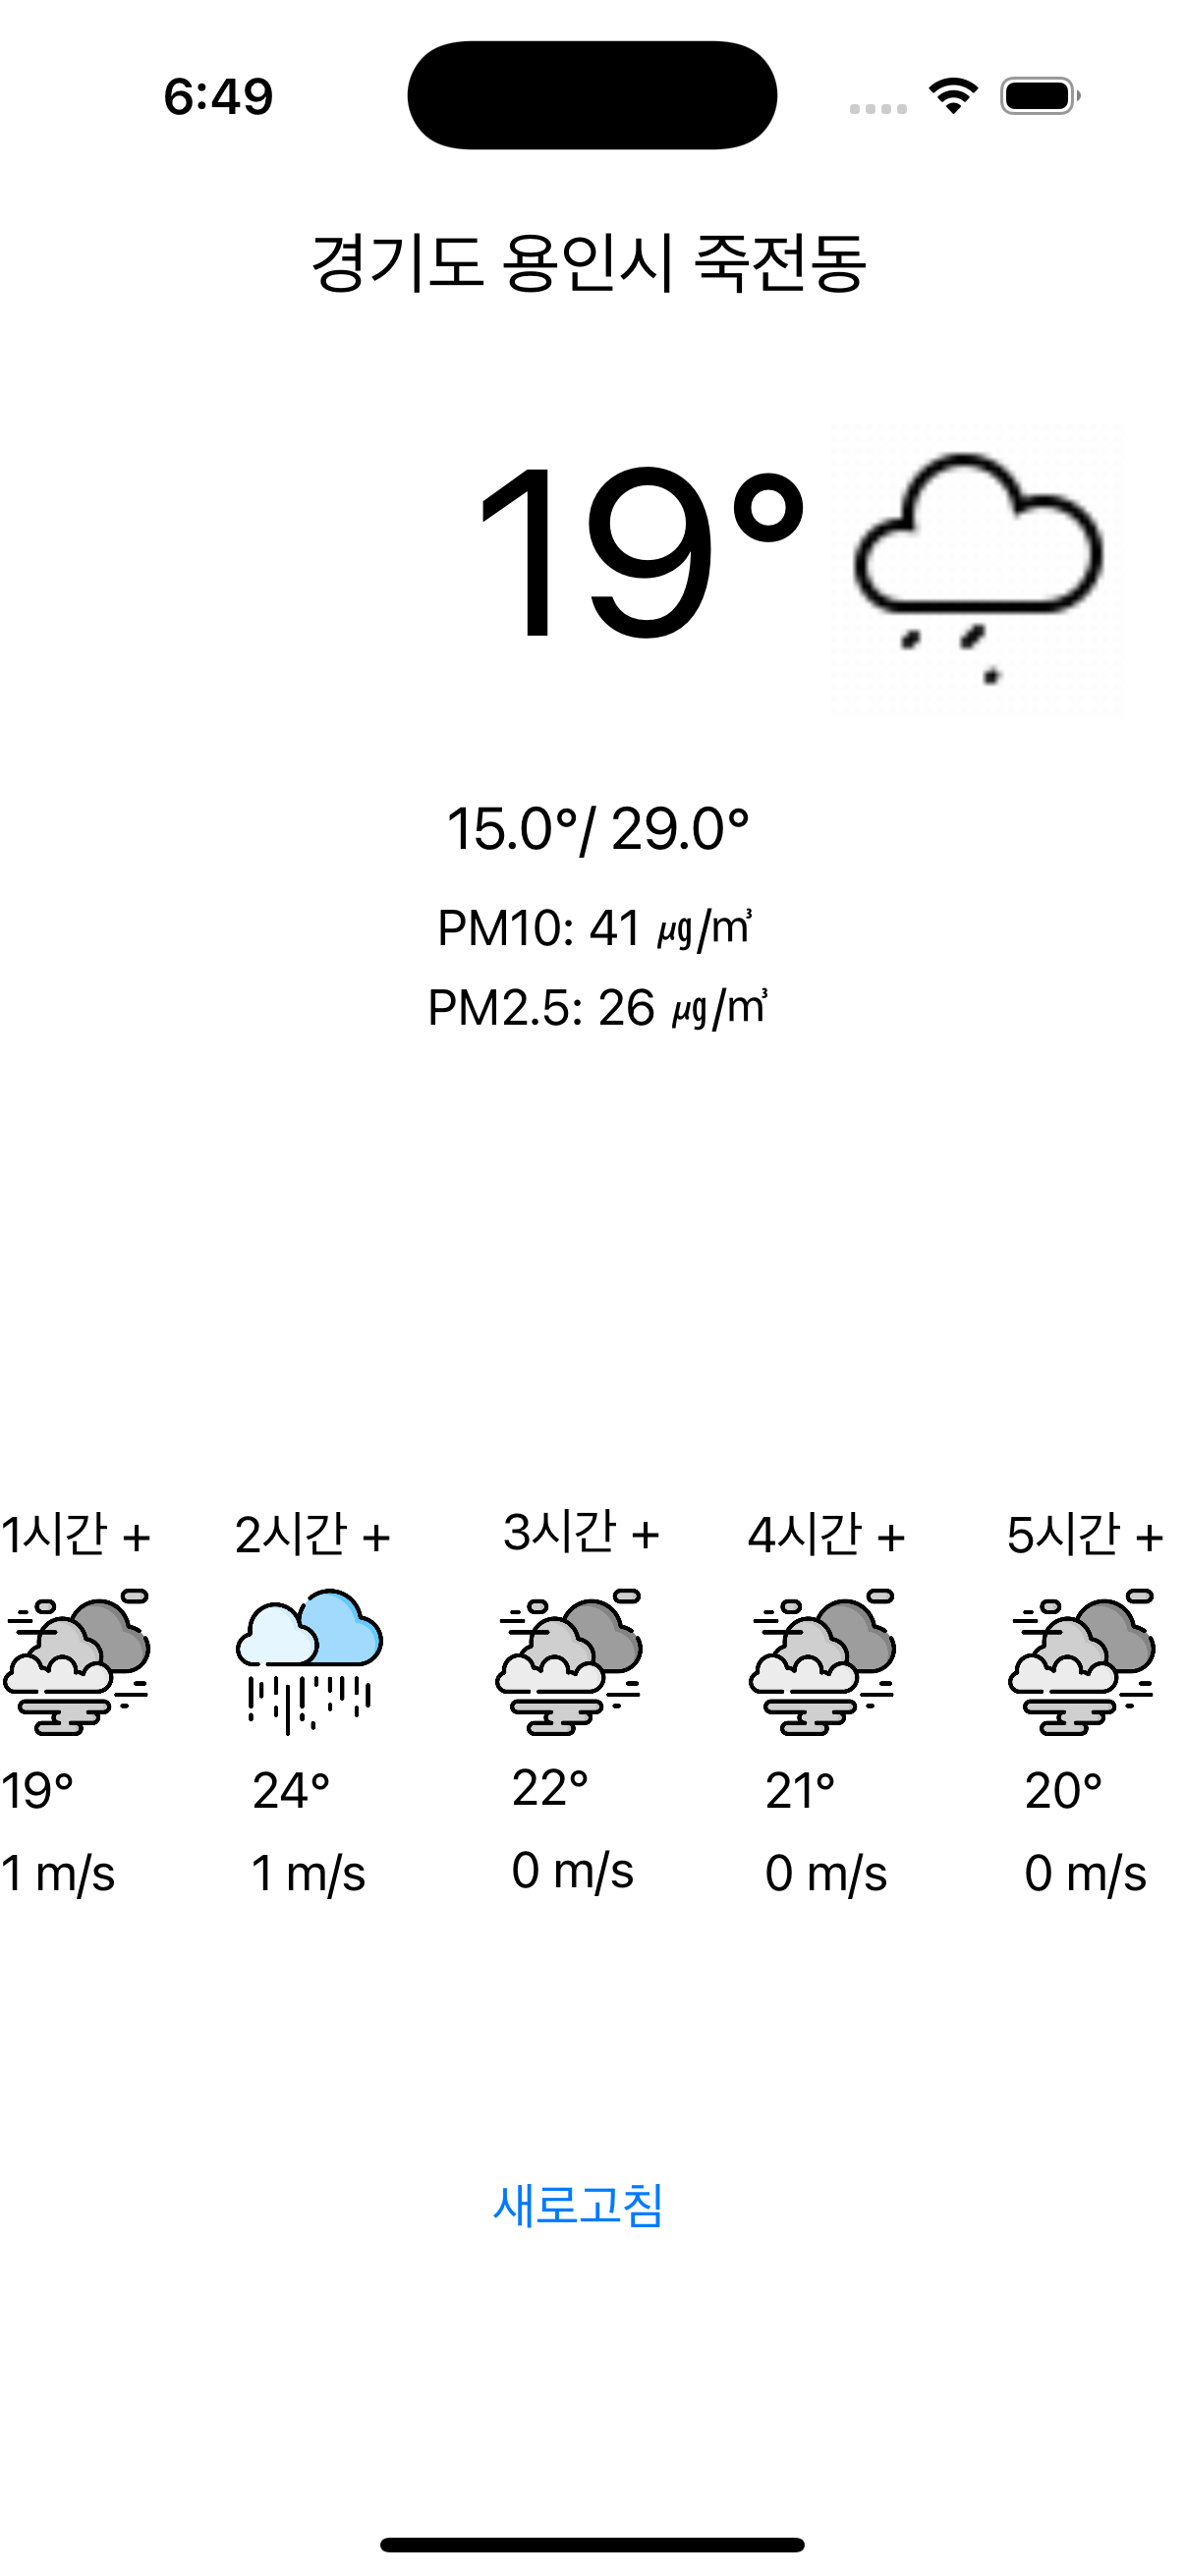 6:49
경기도 용인시 죽전동
19°
15.0°/ 29.0°
PM10: 41 ㎍/㎥
PM2.5: 26 ㎍/㎥
1시간 + 2시간 + 3시간 + 4시간 + 5시간 +
19° 24° 22° 21° 20°
1 m/s 1 m/s 0 m/s 0 m/s 0 m/s
새로고침